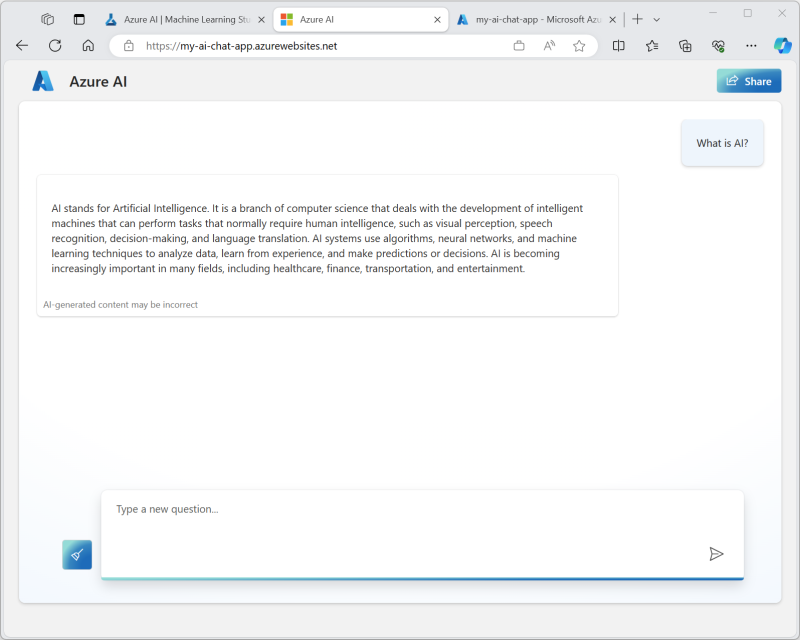 Azure AI | Machine Learning Stu
Azure AI
my-ai-chat-app - Microsoft Azu
https://my-ai-chat-app.azurewebsites.net
Azure AI
Share
What is AI?
AI stands for Artificial Intelligence. It is a branch of computer science that deals with the development of intelligent
machines that can perform tasks that normally require human intelligence, such as visual perception, speech
recognition, decision-making, and language translation. AI systems use algorithms, neural networks, and machine
learning techniques to analyze data, learn from experience, and make predictions or decisions. AI is becoming
increasingly important in many fields, including healthcare, finance, transportation, and entertainment.
AI-generated content may be incorrect
Type a new question...